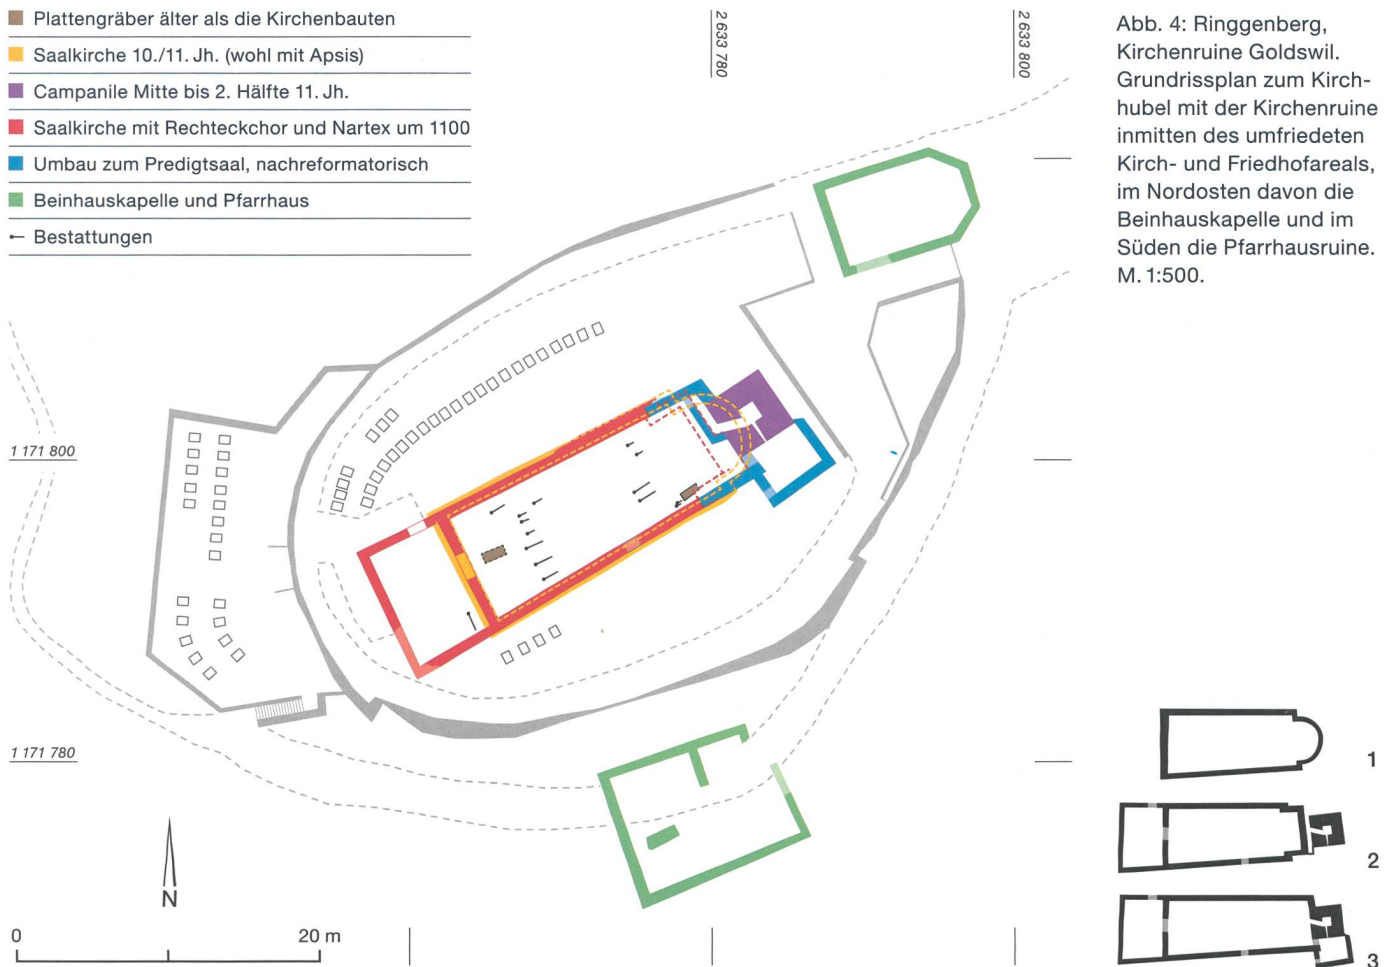 Plattengräber älter als die Kirchenbauten
Saalkirche 10./11. Jh. (wohl mit Apsis)
Campanile Mitte bis 2. Hälfte 11. Jh.
Saalkirche mit Rechteckchor und Nartex um 1100
Umbau zum Predigtsaal, nachreformatorisch
Beinhauskapelle und Pfarrhaus
Bestattungen
2 633 780
2 633 800
Abb. 4: Ringgenberg,
Kirchenruine Goldswil.
Grundrissplan zum Kirch-
hubel mit der Kirchenruine
inmitten des umfriedeten
Kirch- und Friedhofareals,
im Nordosten davon die
Beinhauskapelle und im
Süden die Pfarrhausruine.
M. 1:500.
1 171 800
1 171 780
N
0
20 m
1
2
3